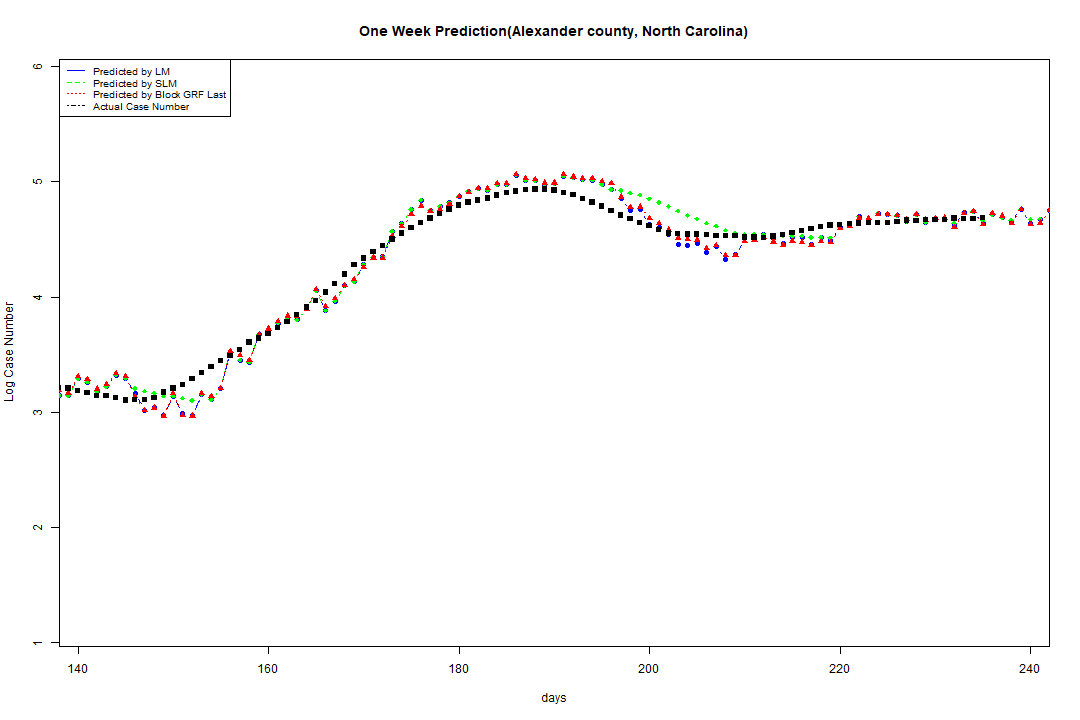 One Week Prediction(Alexander county, North Carolina)
Predicted by LM
Predicted by SLM
Predicted by Block GRF Last
Actual Case Number
6
5
4
3
2
1
Log Case Number
140 160 180 200 220 240
days